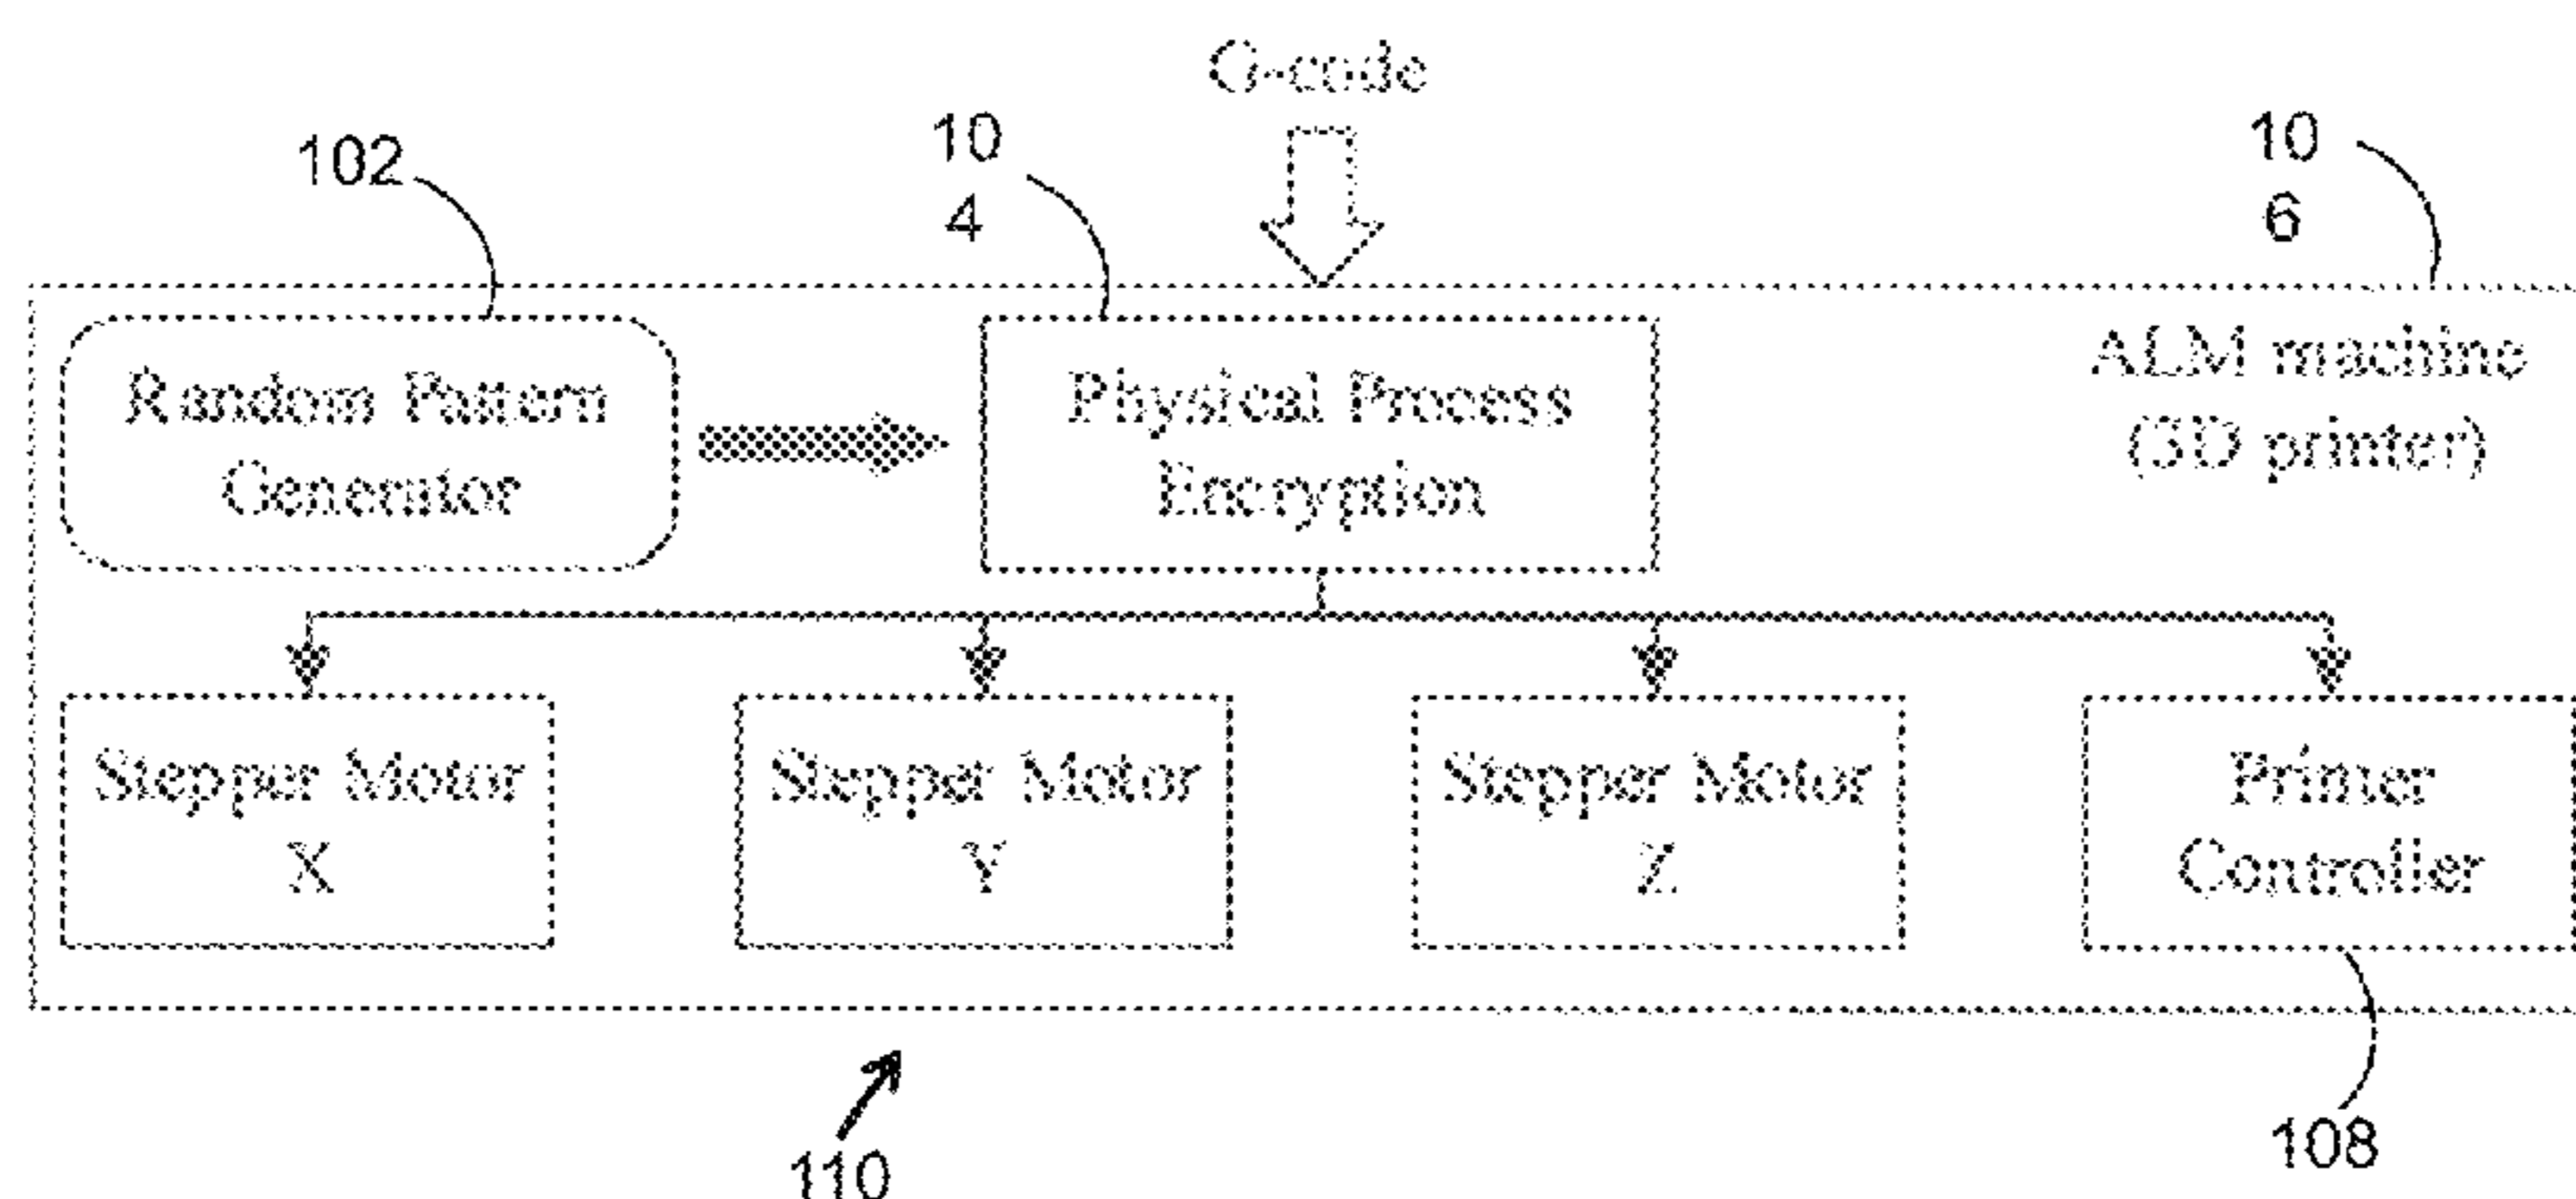 G-code
102
10
4
10
6
Random Pattern
Generator
Physical Process
Encryption
ALM machine
(3D printer)
Stepper Motor
X
Stepper Motor
Y
Stepper Motor
Z
Primer
Controller
110
108